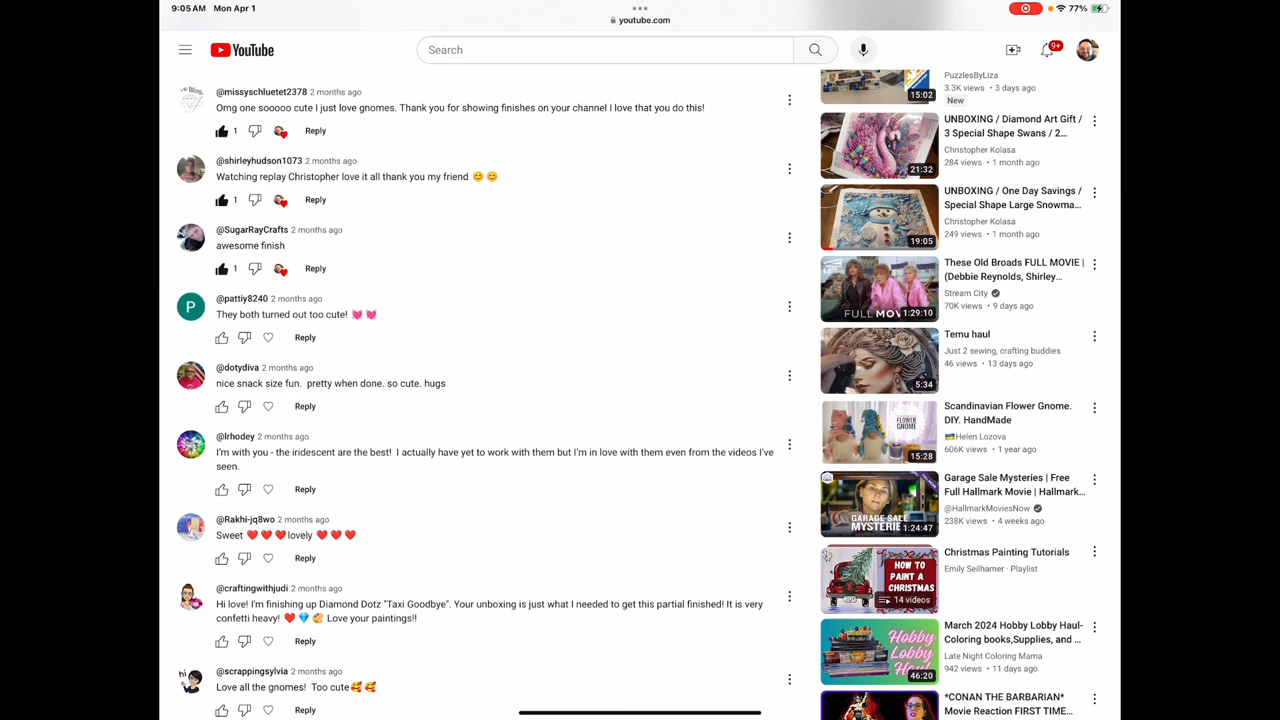 9:05 AM Mon Apr 1
77%
youtube.com
YouTube
Search
9+
@missyschluetet2378 2 months ago
Omg one sooooo cute I just love gnomes. Thank you for showing finishes on your channel I love that you do this!
1 Reply
@shirleyhudson1073 2 months ago
Watching replay Christopher love it all thank you my friend 😊 😊
1 Reply
@SugarRayCrafts 2 months ago
awesome finish
1 Reply
P
@pattiy8240 2 months ago
They both turned out too cute! 💓 💓
Reply
@dotydiva 2 months ago
nice snack size fun. pretty when done. so cute. hugs
Reply
@lrhodey 2 months ago
I'm with you - the iridescent are the best! I actually have yet to work with them but I'm in love with them even from the videos I've
seen.
Reply
@Rakhi-jq8wo 2 months ago
Sweet ❤️ ❤️ ❤️lovely ❤️ ❤️ ❤️
Reply
@craftingwithjudi 2 months ago
Hi love! I'm finishing up Diamond Dotz "Taxi Goodbye". Your unboxing is just what I needed to get this partial finished! It is very
confetti heavy! ❤️ 💎 🥳 Love your paintings!!
Reply
hi
@scrappingsylvia 2 months ago
Love all the gnomes! Too cute🥰 🥰
Reply
15:02
PuzzlesByLiza
3.3K views • 3 days ago
New
21:32
UNBOXING / Diamond Art Gift /
3 Special Shape Swans / 2...
Christopher Kolasa
284 views • 1 month ago
19:05
UNBOXING / One Day Savings /
Special Shape Large Snowma...
Christopher Kolasa
249 views • 1 month ago
FULL MOV
1:29:10
These Old Broads FULL MOVIE |
(Debbie Reynolds, Shirley...
Stream City
70K views • 9 days ago
5:34
Temu haul
Just 2 sewing, crafting buddies
46 views • 13 days ago
FLOWER
GNOME
15:28
Scandinavian Flower Gnome.
DIY. HandMade
🇺🇦Helen Lozova
606K views • 1 year ago
GARAGE SALE
MYSTERIE
1:24:47
Garage Sale Mysteries | Free
Full Hallmark Movie | Hallmark...
@HallmarkMoviesNow
238K views • 4 weeks ago
HOW TO
PAINT A
CHRISTMAS
14 videos
Christmas Painting Tutorials
Emily Seilhamer · Playlist
Hobby
Lobby
Haul
46:20
March 2024 Hobby Lobby Haul-
Coloring books,Supplies, and ...
Late Night Coloring Mama
942 views • 11 days ago
*CONAN THE BARBARIAN*
Movie Reaction FIRST TIME...